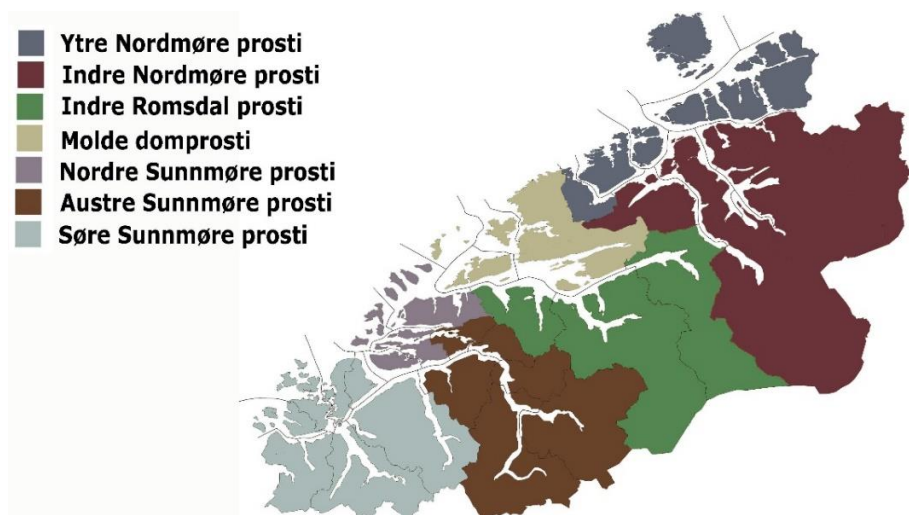 Ytre Nordmøre prosti
Indre Nordmøre prosti
Indre Romsdal prosti
Molde domprosti
Nordre Sunnmøre prosti
Austre Sunnmøre prosti
Søre Sunnmøre prosti